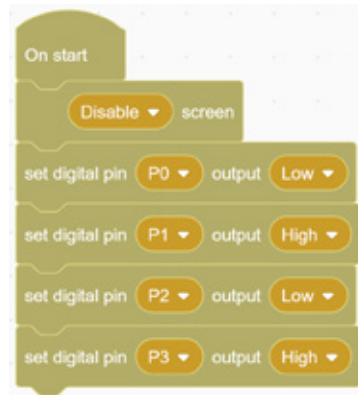 On start
Disable screen
set digital pin P0 output Low
set digital pin P1 output High
set digital pin P2 output Low
set digital pin P3 output High